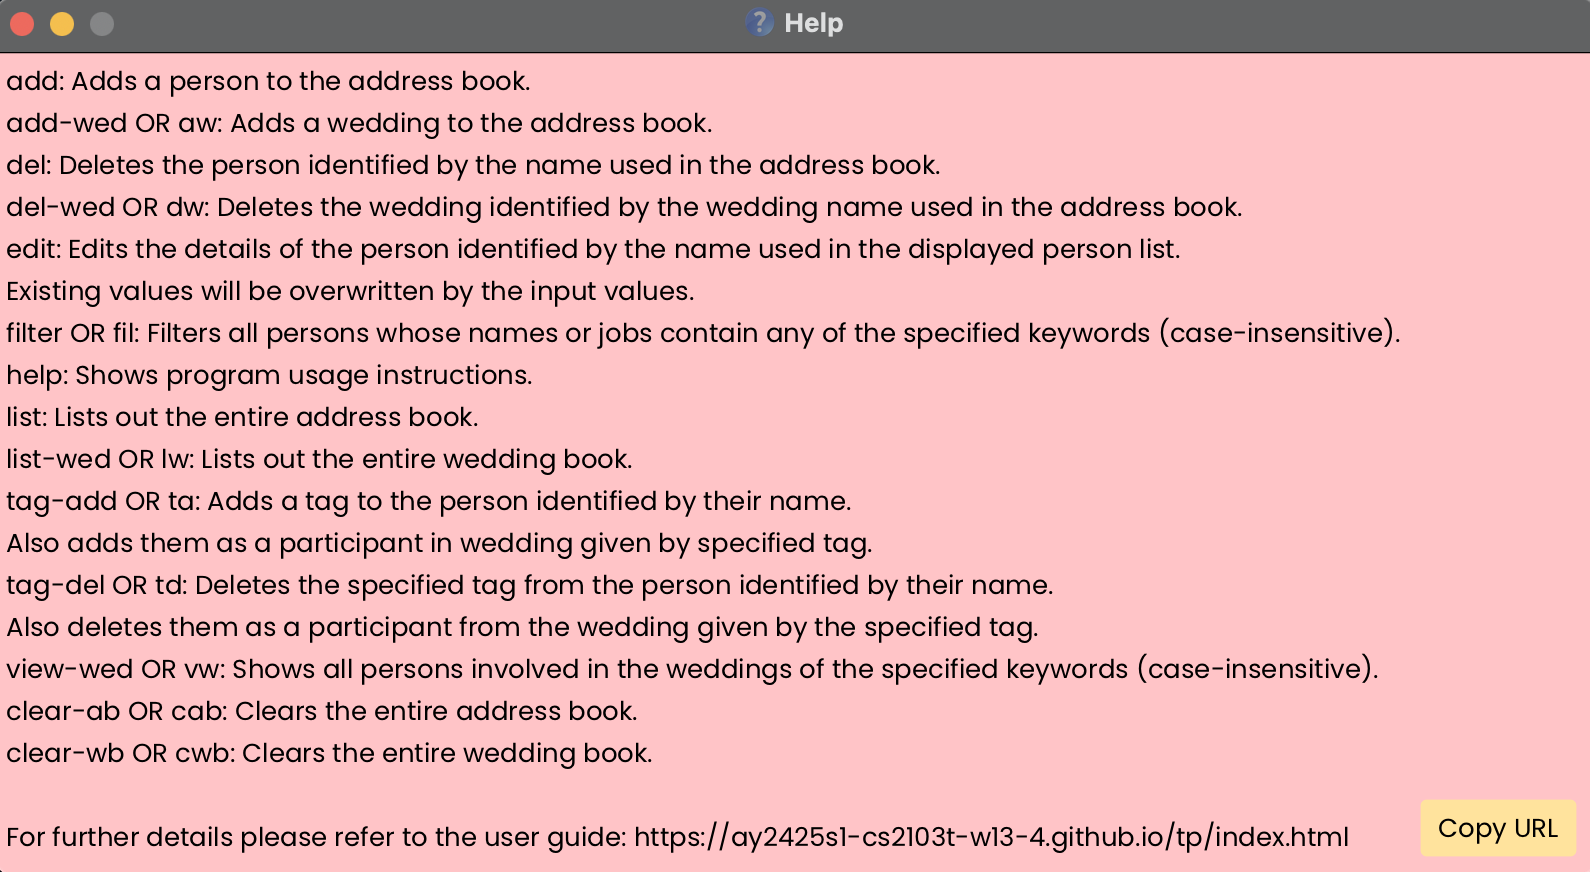 Help
add: Adds a person to the address book.
add-wed OR aw: Adds a wedding to the address book.
del: Deletes the person identified by the name used in the address book.
del-wed OR dw: Deletes the wedding identified by the wedding name used in the address book.
edit: Edits the details of the person identified by the name used in the displayed person list.
Existing values will be overwritten by the input values.
filter OR fil: Filters all persons whose names or jobs contain any of the specified keywords (case-insensitive).
help: Shows program usage instructions.
list: Lists out the entire address book.
list-wed OR lw: Lists out the entire wedding book.
tag-add OR ta: Adds a tag to the person identified by their name.
Also adds them as a participant in wedding given by specified tag.
tag-del OR td: Deletes the specified tag from the person identified by their name.
Also deletes them as a participant from the wedding given by the specified tag.
view-wed OR vw: Shows all persons involved in the weddings of the specified keywords (case-insensitive).
clear-ab OR cab: Clears the entire address book.
clear-wb OR cwb: Clears the entire wedding book.
For further details please refer to the user guide: https://ay2425s1-cs2103t-w13-4.github.io/tp/index.html
Copy URL